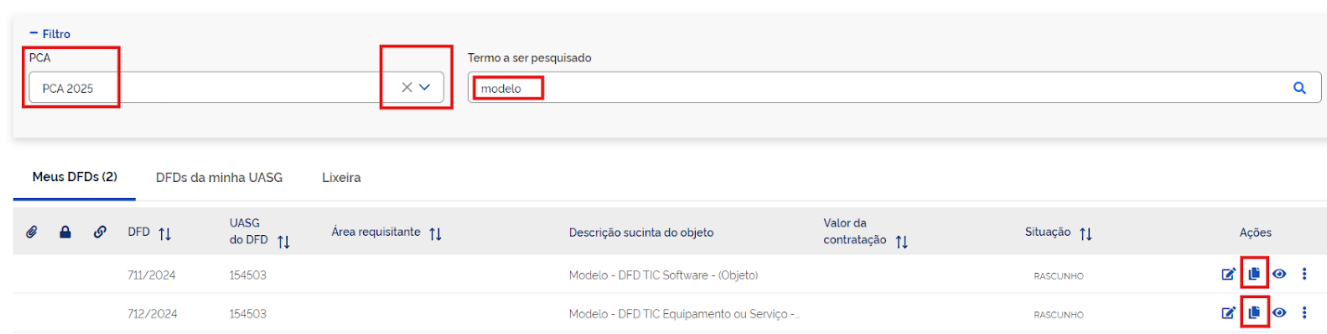 Filtro
PCA
Termo a ser pesquisado
PCA 2025
modelo
Meus DFDs (2)
DFDs da minha UASG
Lixeira
DFD
UASG do DFD
Área requisitante
Descrição sucinta do objeto
Valor da contratação
Situação
Ações
711/2024
154503
Modelo - DFD TIC Software - (Objeto)
RASCUNHO
712/2024
154503
Modelo - DFD TIC Equipamento ou Serviço -...
RASCUNHO